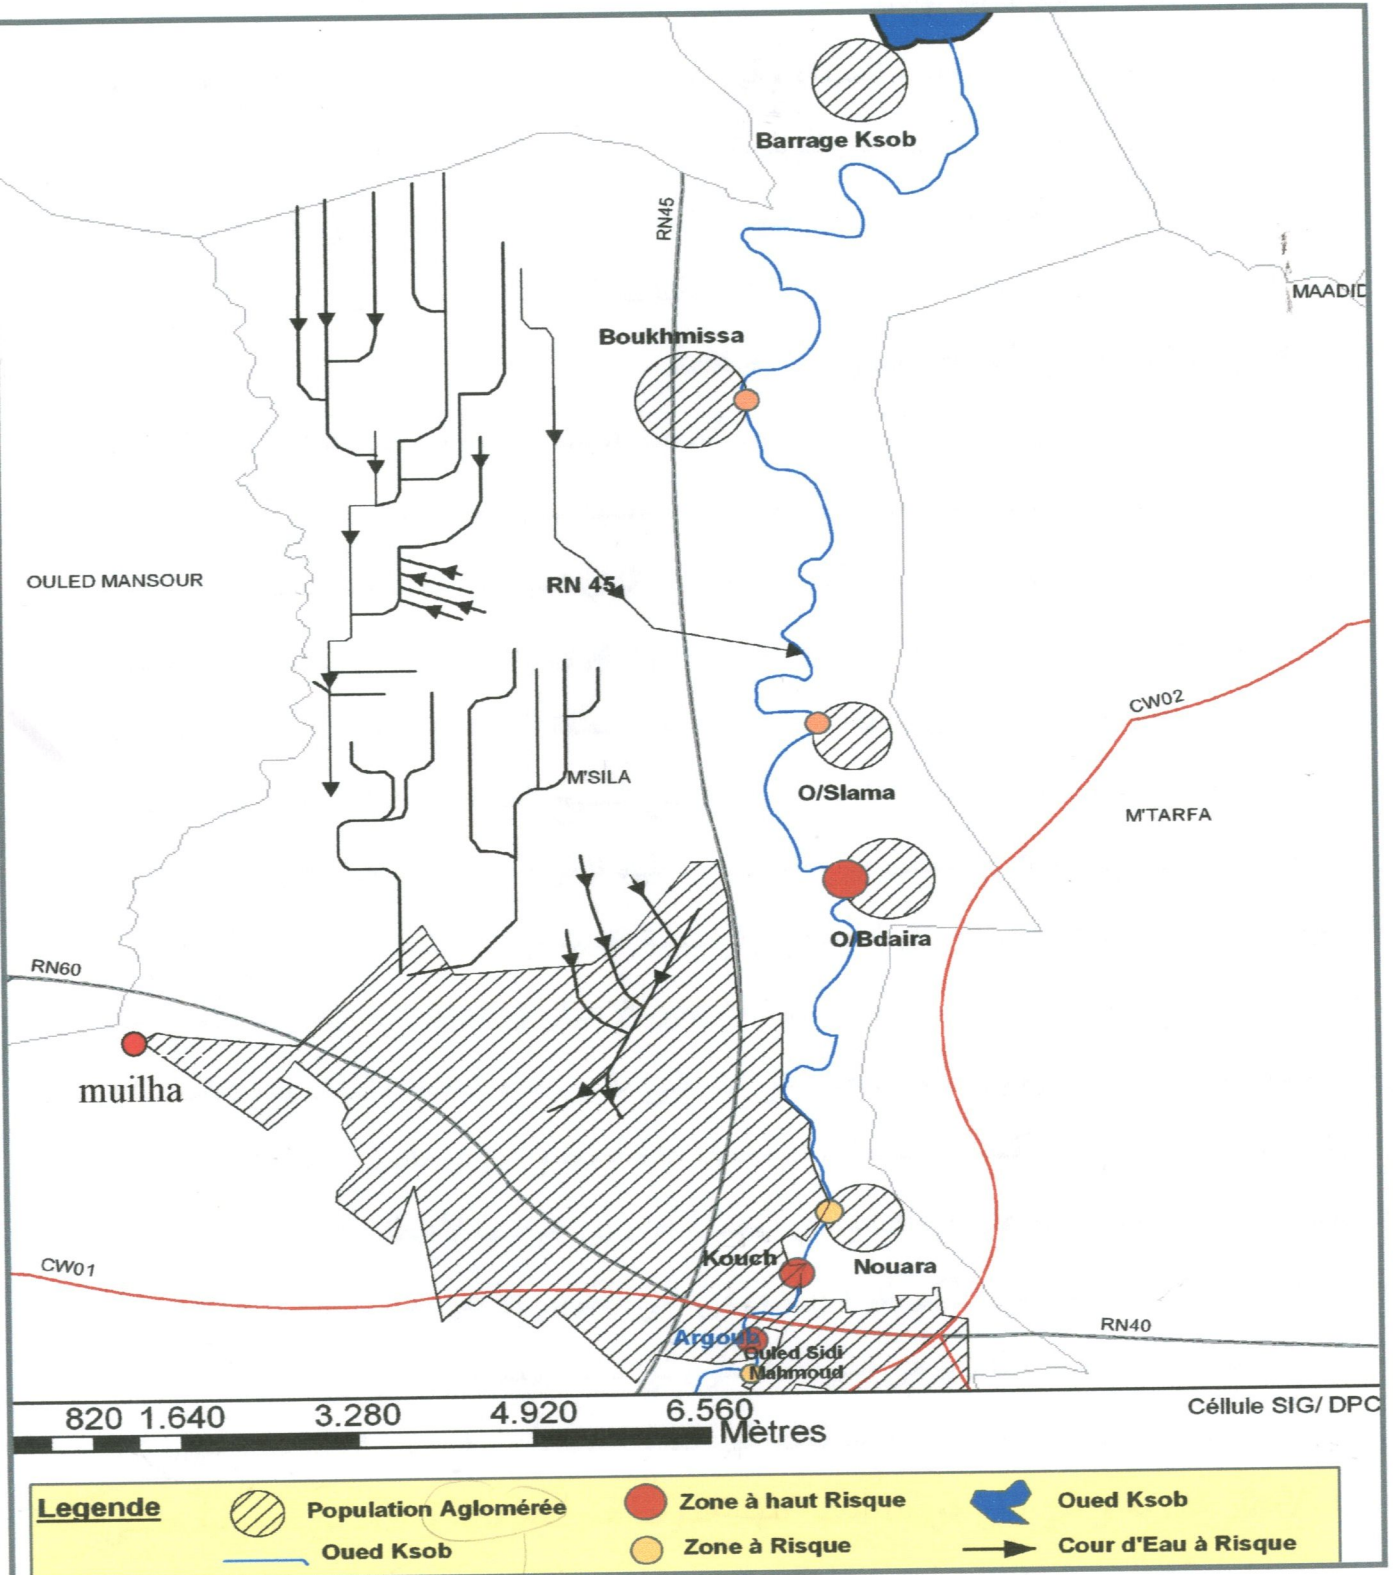 Barrage Ksob
RN45
MAADID
Boukhmissa
OULED MANSOUR
RN 45
CW02
M'SILA
O/Slama
M'TARFA
O/Bdaira
RN60
muilha
Kouch
Nouara
CW01
Argoub
RN40
Ouled Sidi
Mahmoud
820 1.640 3.280 4.920 6.560
Mètres
Céllule SIG/ DPC
Legende
Population Aglomérée
Zone à haut Risque
Oued Ksob
Oued Ksob
Zone à Risque
Cour d'Eau à Risque